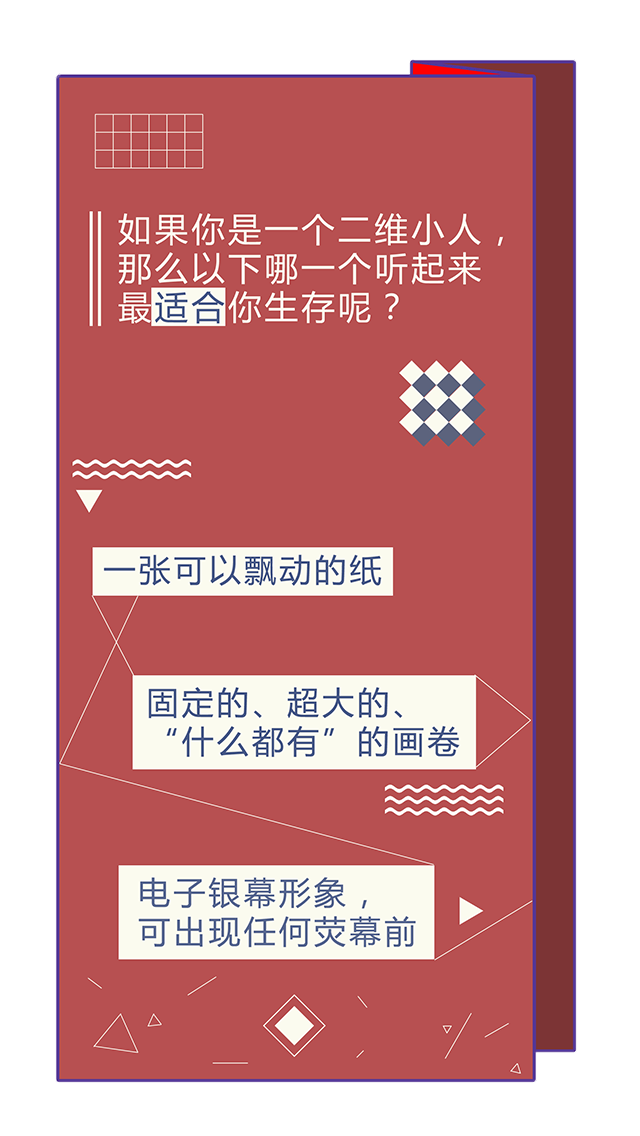 如果你是一个二维小人，
那么以下哪一个听起来
最适合你生存呢？
一张可以飘动的纸
固定的、超大的、
“什么都有”的画卷
电子银幕形象，
可出现任何荧幕前